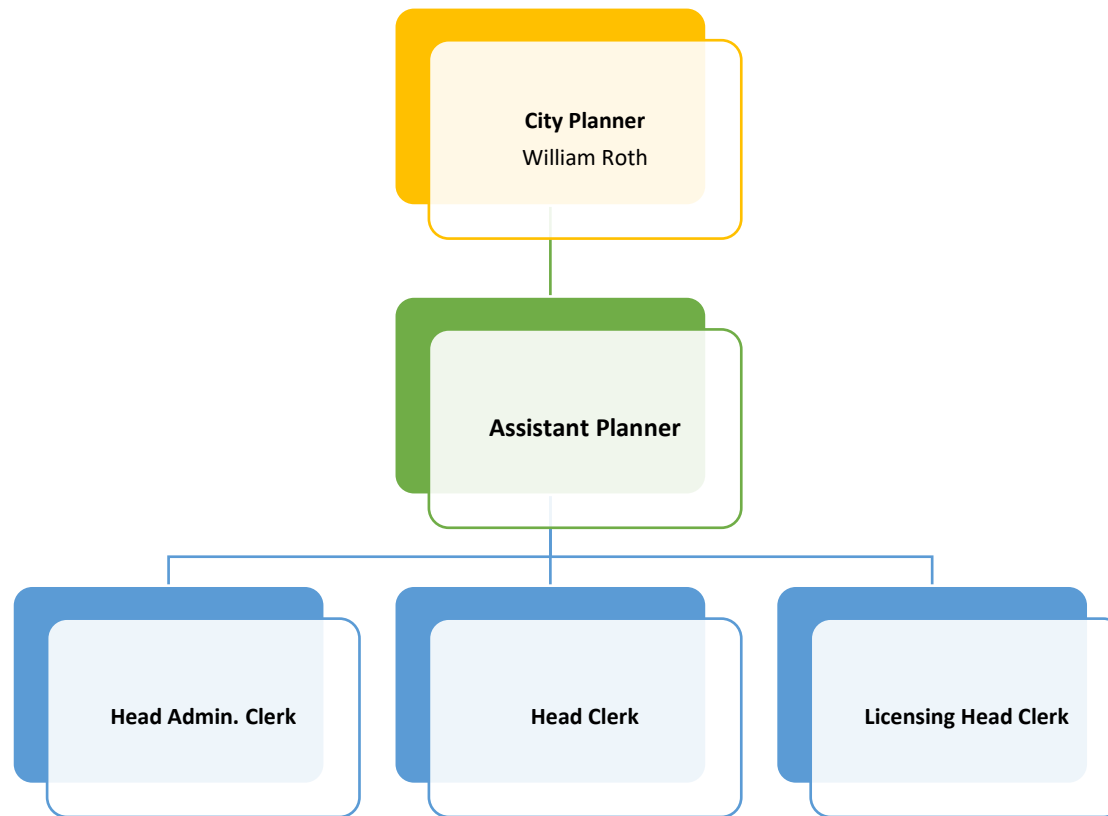 City Planner
William Roth
Assistant Planner
Head Admin. Clerk
Head Clerk
Licensing Head Clerk